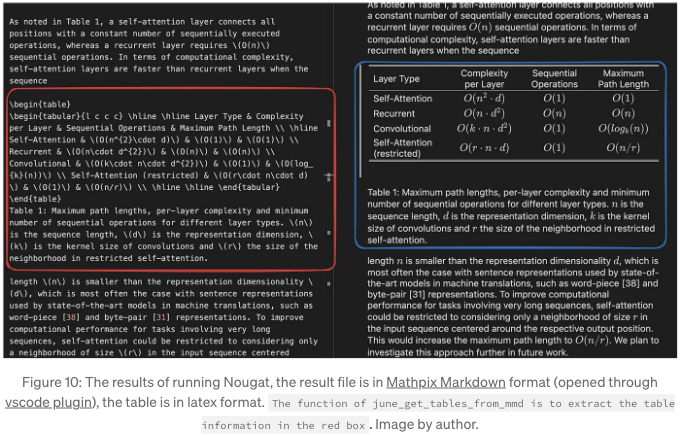 As noted in Table 1, a self-attention layer connects all
positions with a constant number of sequentially executed
operations, whereas a recurrent layer requires \(O(n)\)
sequential operations. In terms of computational complexity,
self-attention layers are faster than recurrent layers when the
sequence
\begin{table}
\begin{tabular}{l c c c} \hline \hline Layer Type & Complexity
per Layer & Sequential Operations & Maximum Path Length \\ \hline
Self-Attention & \(O(n^{2}\cdot d)\) & \(O(1)\) & \(O(1)\) \\
Recurrent & \(O(n\cdot d^{2})\) & \(O(n)\) & \(O(n)\) \\
Convolutional & \(O(k\cdot n\cdot d^{2})\) & \(O(1)\) & \(O(log_
{k}(n))\) \\ Self-Attention (restricted) & \(O(r\cdot n\cdot d)
\) & \(O(1)\) & \(O(n/r)\) \\ \hline \hline \end{tabular}
\end{table}
Table 1: Maximum path lengths, per-layer complexity and minimum
number of sequential operations for different layer types. \(n\)
is the sequence length, \(d\) is the representation dimension, \
(k\) is the kernel size of convolutions and \(r\) the size of the
neighborhood in restricted self-attention.
length \(n\) is smaller than the representation dimensionality \
(d\), which is most often the case with sentence representations
used by state-of-the-art models in machine translations, such as
word-piece [38] and byte-pair [31] representations. To improve
computational performance for tasks involving very long
sequences, self-attention could be restricted to considering only
a neighborhood of size \(r\) in the input sequence centered
As noted in Table 1, a self-attention layer connects all positions with
a constant number of sequentially executed operations, whereas a
recurrent layer requires O(n) sequential operations. In terms of
computational complexity, self-attention layers are faster than
recurrent layers when the sequence
Layer Type Complexity per Layer Sequential Operations Maximum Path Length
Self-Attention O(n² · d) O(1) O(1)
Recurrent O(n · d²) O(n) O(n)
Convolutional O(k · n · d²) O(1) O(logₖ(n))
Self-Attention (restricted) O(r · n · d) O(1) O(n/r)
Table 1: Maximum path lengths, per-layer complexity and minimum
number of sequential operations for different layer types. n is
the sequence length, d is the representation dimension, k is the kernel
size of convolutions and r the size of the neighborhood in restricted
self-attention.
length n is smaller than the representation dimensionality d, which is
most often the case with sentence representations used by state-of-
the-art models in machine translations, such as word-piece [38] and
byte-pair [31] representations. To improve computational
performance for tasks involving very long sequences, self-attention
could be restricted to considering only a neighborhood of size r in
the input sequence centered around the respective output position.
This would increase the maximum path length to O(n/r). We plan to
investigate this approach further in future work.
Figure 10: The results of running Nougat, the result file is in Mathpix Markdown format (opened through
vscode plugin), the table is in latex format. The function of june_get_tables_from_mmd is to extract the table
information in the red box. Image by author.